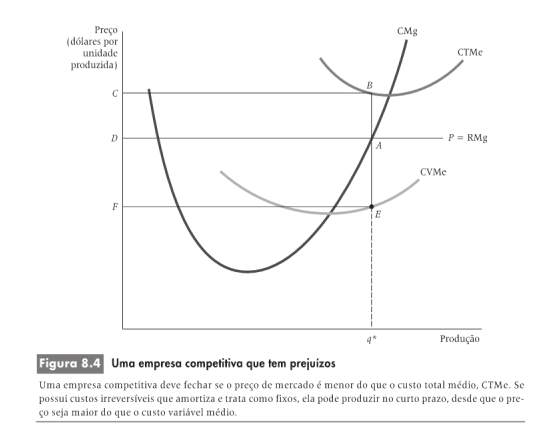 Preço
(dólares por
unidade
produzida)
CMg
CTMe
C
B
D
A
P = RMg
CVMe
F
E
q*
Produção
Figura 8.4 Uma empresa competitiva que tem prejuízos
Uma empresa competitiva deve fechar se o preço de mercado é menor do que o custo total médio, CTMe. Se
possui custos irreversíveis que amortiza e trata como fixos, ela pode produzir no curto prazo, desde que o pre-
ço seja maior do que o custo variável médio.